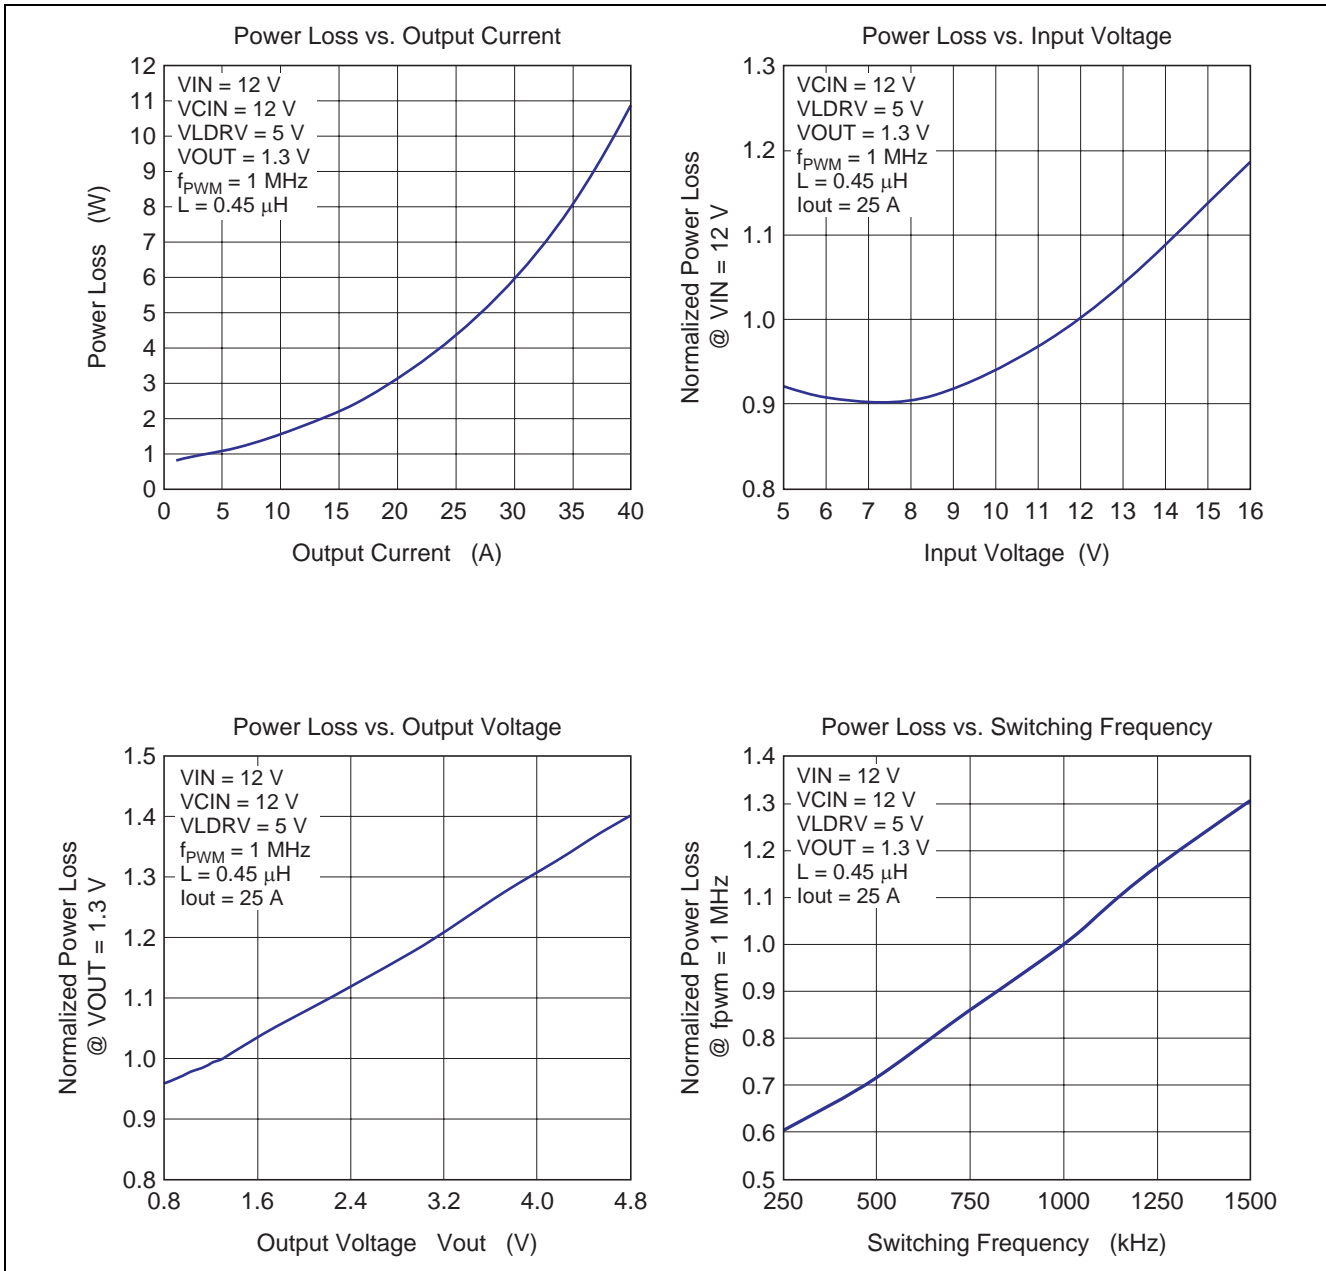 Power Loss vs. Output Current
12
11
10
9
8
7
6
5
4
3
2
1
0
Power Loss (W)
VIN = 12 V
VCIN = 12 V
VLDRV = 5 V
VOUT = 1.3 V
fPWM = 1 MHz
L = 0.45 μH
0 5 10 15 20 25 30 35 40
Output Current (A)
Power Loss vs. Input Voltage
1.3
1.2
1.1
1.0
0.9
0.8
Normalized Power Loss
@ VIN = 12 V
VCIN = 12 V
VLDRV = 5 V
VOUT = 1.3 V
fPWM = 1 MHz
L = 0.45 μH
Iout = 25 A
5 6 7 8 9 10 11 12 13 14 15 16
Input Voltage (V)
Power Loss vs. Output Voltage
1.5
1.4
1.3
1.2
1.1
1.0
0.9
0.8
Normalized Power Loss
@ VOUT = 1.3 V
VIN = 12 V
VCIN = 12 V
VLDRV = 5 V
fPWM = 1 MHz
L = 0.45 μH
Iout = 25 A
0.8 1.6 2.4 3.2 4.0 4.8
Output Voltage Vout (V)
Power Loss vs. Switching Frequency
1.4
1.3
1.2
1.1
1.0
0.9
0.8
0.7
0.6
0.5
Normalized Power Loss
@ fpwm = 1 MHz
VIN = 12 V
VCIN = 12 V
VLDRV = 5 V
VOUT = 1.3 V
L = 0.45 μH
Iout = 25 A
250 500 750 1000 1250 1500
Switching Frequency (kHz)